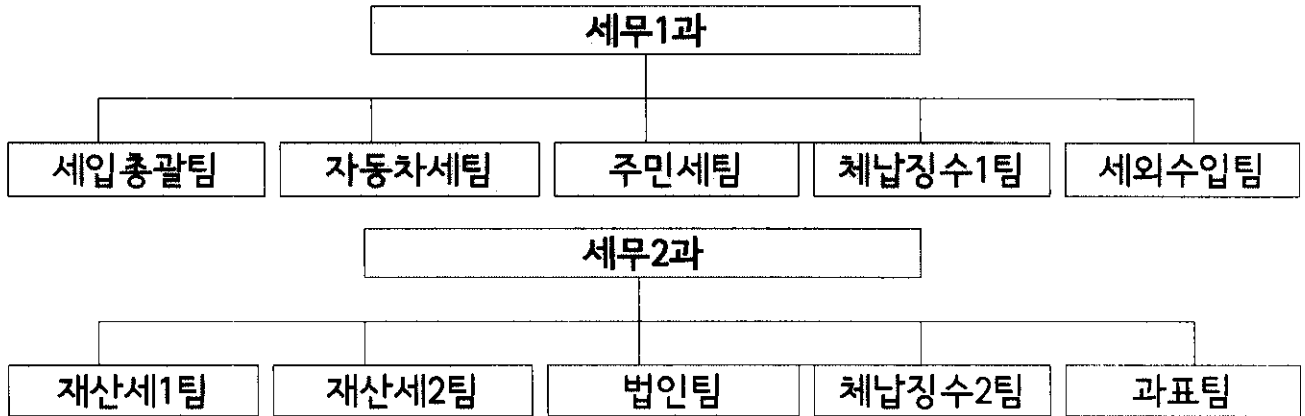 세무1과
세입총괄팀 자동차세팀 주민세팀 체납징수1팀 세외수입팀
세무2과
재산세1팀 재산세2팀 법인팀 체납징수2팀 과표팀